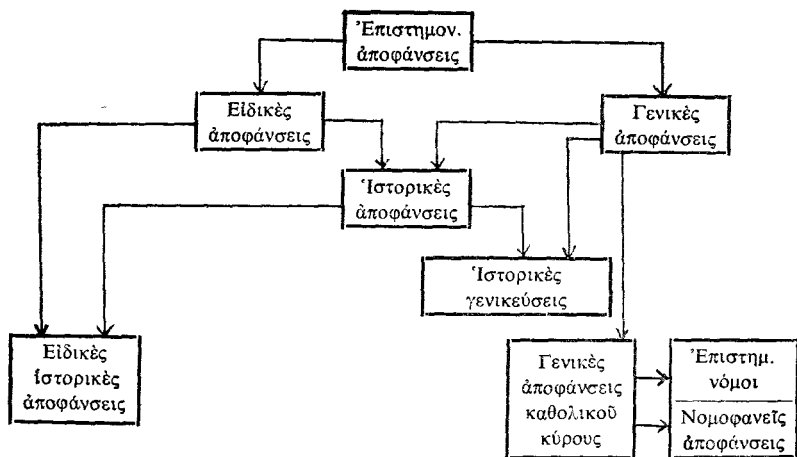 Ἐπιστημον.
ἀποφάνσεις
Εἰδικὲς
ἀποφάνσεις
Γενικὲς
ἀποφάνσεις
Ἱστορικὲς
ἀποφάνσεις
Ἱστορικὲς
γενικεύσεις
Εἰδικὲς
ἱστορικὲς
ἀποφάνσεις
Γενικὲς
ἀποφάνσεις
καθολικοῦ
κύρους
Ἐπιστημ.
νόμοι
Νομοφανεῖς
ἀποφάνσεις